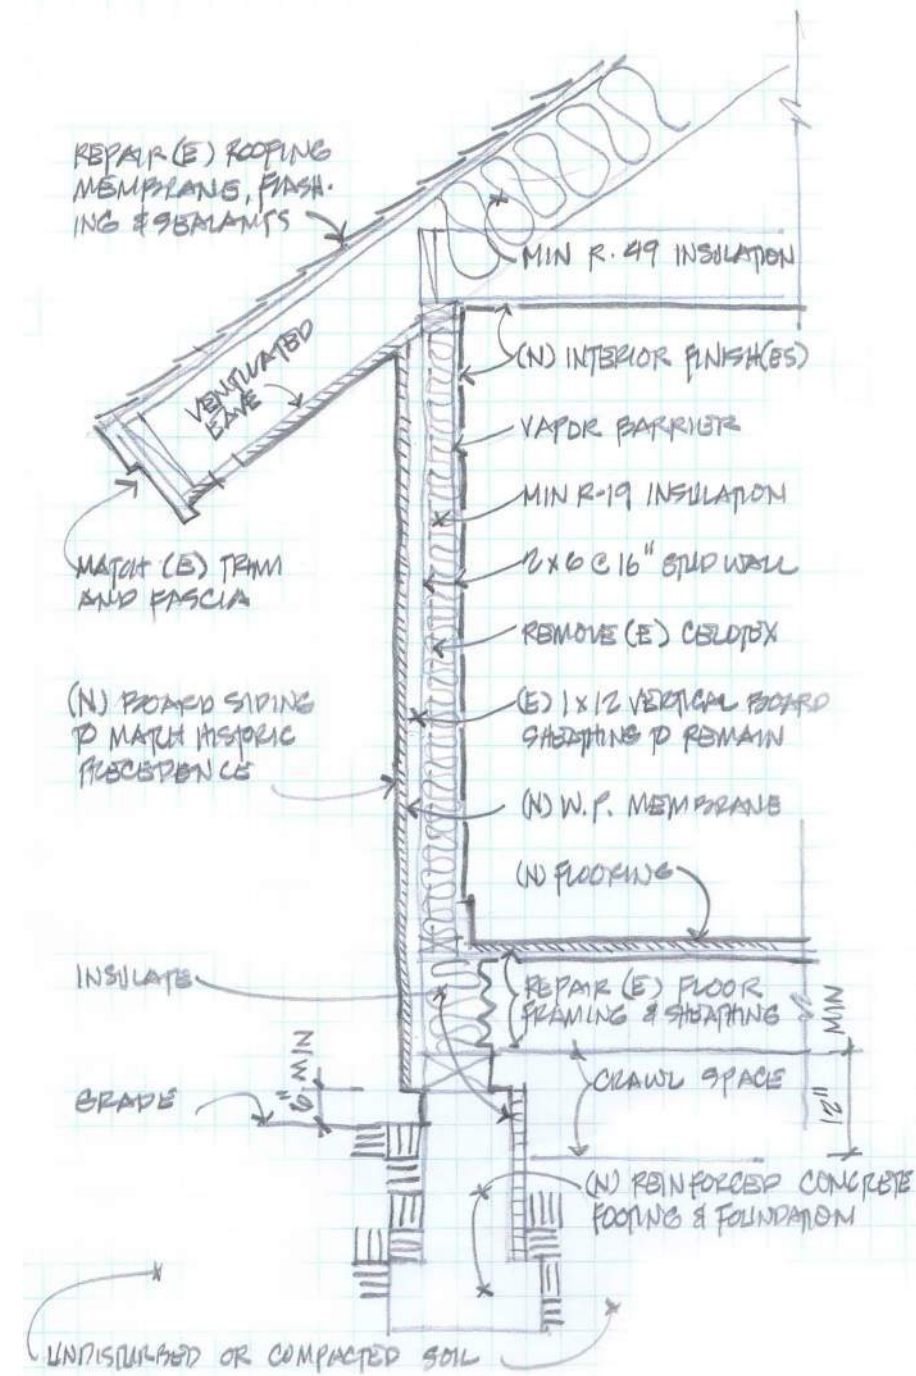 REPAIR (E) ROOFING
MEMBRANE, FLASH-
ING & SEALANTS
MIN R-49 INSULATION
VENTILATED
EAVE
(N) INTERIOR FINISH(ES)
VAPOR BARRIER
MIN R-19 INSULATION
2x6 @ 16" STUD WALL
MATCH (E) TRIM
AND FASCIA
REMOVE (E) CELOTEX
(E) 1x12 VERTICAL BOARD
SHEATHING TO REMAIN
(N) BOARD SIDING
TO MATCH HISTORIC
PRECEDENCE
(N) W.P. MEMBRANE
(N) FLOORING
INSULATE
REPAIR (E) FLOOR
FRAMING & SHEATHING
MIN
12"
6"
MIN
GRADE
CRAWL SPACE
(N) REINFORCED CONCRETE
FOOTING & FOUNDATION
UNDISTURBED OR COMPACTED SOIL